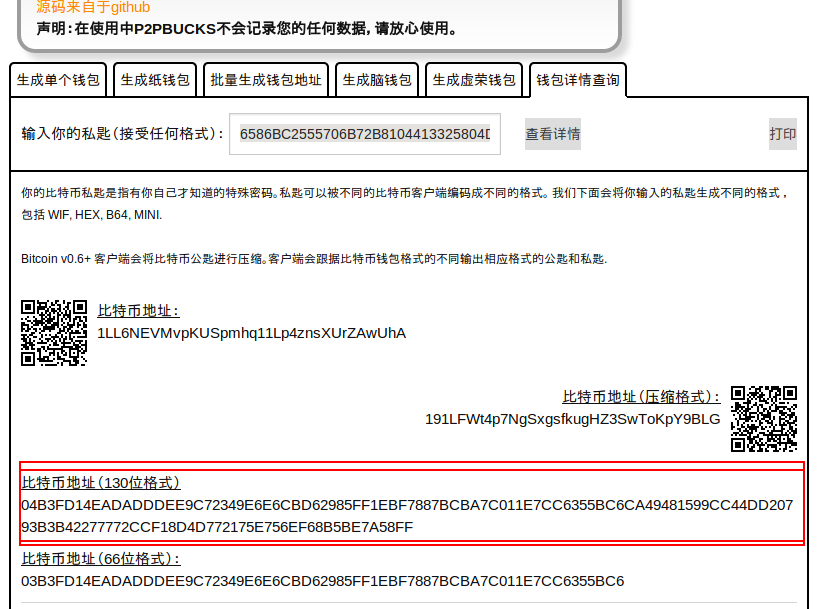 源码来自于github
声明：在使用中P2PBUCKS不会记录您的任何数据，请放心使用。
生成单个钱包 生成纸钱包 批量生成钱包地址 生成脑钱包 生成虚荣钱包 钱包详情查询
输入你的私匙（接受任何格式）： 6586BC2555706B72B8104413325804D 查看详情 打印
你的比特币私匙是指有你自己才知道的特殊密码。私匙可以被不同的比特币客户端编码成不同的格式。 我们下面会将你输入的私匙生成不同的格式，
包括 WIF, HEX, B64, MINI.
Bitcoin v0.6+ 客户端会将比特币公匙进行压缩。客户端会跟据比特币钱包格式的不同输出相应格式的公匙和私匙.
比特币地址：
1LL6NEVMvpKUSpmhq11Lp4znsXUrZAwUhA
比特币地址（压缩格式）：
191LFWt4p7NgSxgsfkugHZ3SwToKpY9BLG
比特币地址（130位格式）
04B3FD14EADADDDEE9C72349E6E6CBD62985FF1EBF7887BCBA7C011E7CC6355BC6CA49481599CC44DD207
93B3B42277772CCF18D4D772175E756EF68B5BE7A58FF
比特币地址（66位格式）：
03B3FD14EADADDDEE9C72349E6E6CBD62985FF1EBF7887BCBA7C011E7CC6355BC6